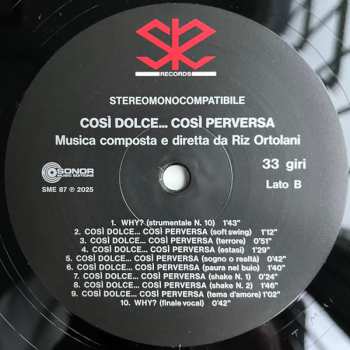 RECORDS
STEREOMONOCOMPATIBILE
COSÌ DOLCE... COSÌ PERVERSA
Musica composta e diretta da Riz Ortolani
33 giri
SONOR
MUSIC EDITIONS
SME 87 ℗ 2025
Lato B
1. WHY? (strumentale N. 10) 1'43"
2. COSÌ DOLCE... COSÌ PERVERSA (soft swing) 1'12"
3. COSÌ DOLCE... COSÌ PERVERSA (terrore) 0'51"
4. COSÌ DOLCE... COSÌ PERVERSA (estasi) 1'29"
5. COSÌ DOLCE... COSÌ PERVERSA (sogno o realtà) 0'42"
6. COSÌ DOLCE... COSÌ PERVERSA (paura nel buio) 0'40"
7. COSÌ DOLCE... COSÌ PERVERSA (shake N. 1) 0'24"
8. COSÌ DOLCE... COSÌ PERVERSA (shake N. 2) 1'46"
9. COSÌ DOLCE... COSÌ PERVERSA (tema d'amore) 1'02"
10. WHY? (finale vocal) 0'42"